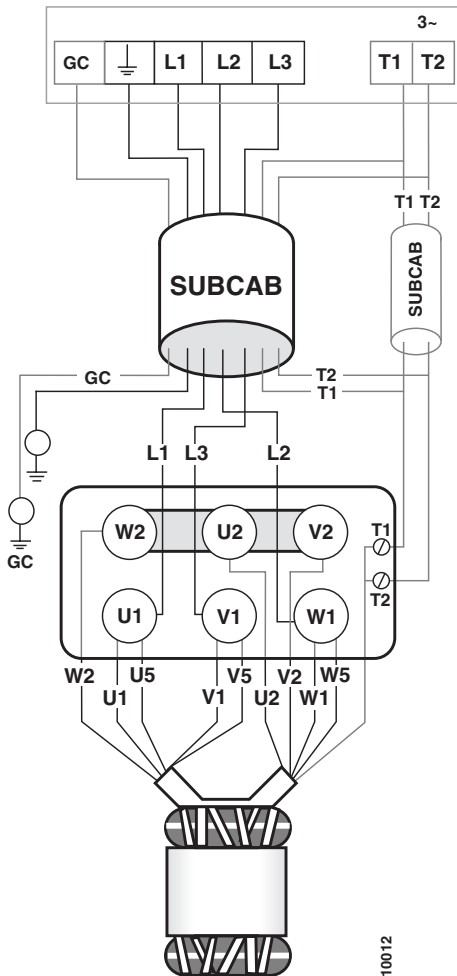 3~
GC L1 L2 L3 T1 T2
T1 T2
SUBCAB
SUBCAB
GC
T2
T1
L1 L3 L2
GC
W2 U2 V2
T1
T2
U1 V1 W1
W2 U5 V5 V2 W5
U1 V1 U2 W1
10012